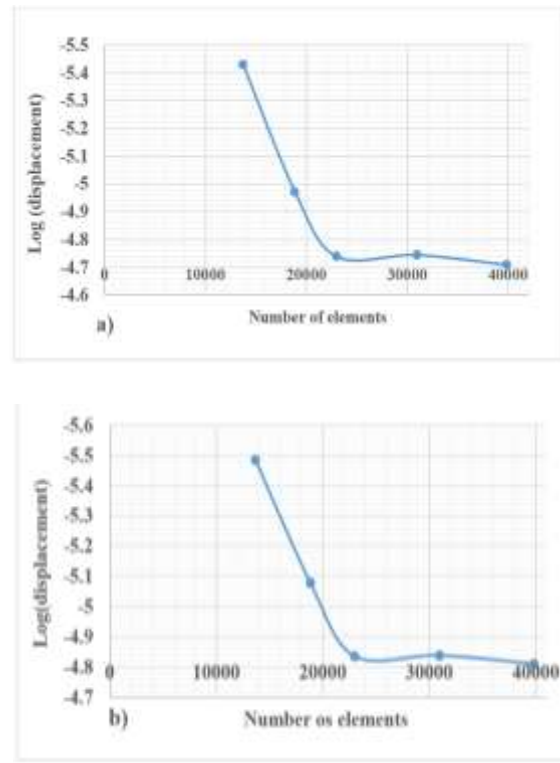 -5.5
-5.4
-5.3
-5.2
-5.1
-5
-4.9
-4.8
-4.7
-4.6
Log (displacement)
0 10000 20000 30000 40000
Number of elements
a)
-5.6
-5.5
-5.4
-5.3
-5.2
-5.1
-5
-4.9
-4.8
-4.7
Log(displacement)
0 10000 20000 30000 40000
b) Number os elements